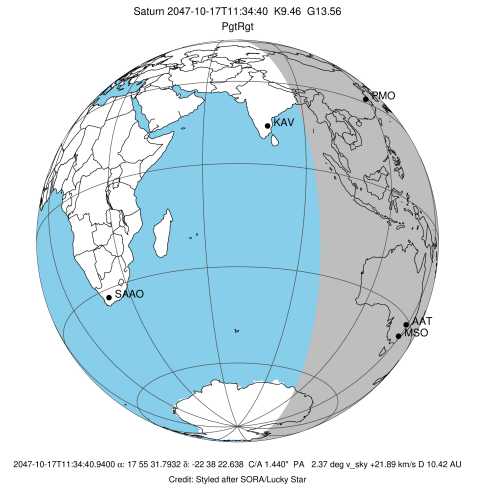 Saturn 2047-10-17T11:34:40 K9.46 G13.56
PgtRgt
PMO
KAV
SAAO
AAT
MSO
2047-10-17T11:34:40.9400 α: 17 55 31.7932 δ: -22 38 22.638 C/A 1.440" PA 2.37 deg v_sky +21.89 km/s D 10.42 AU
Credit: Styled after SORA/Lucky Star